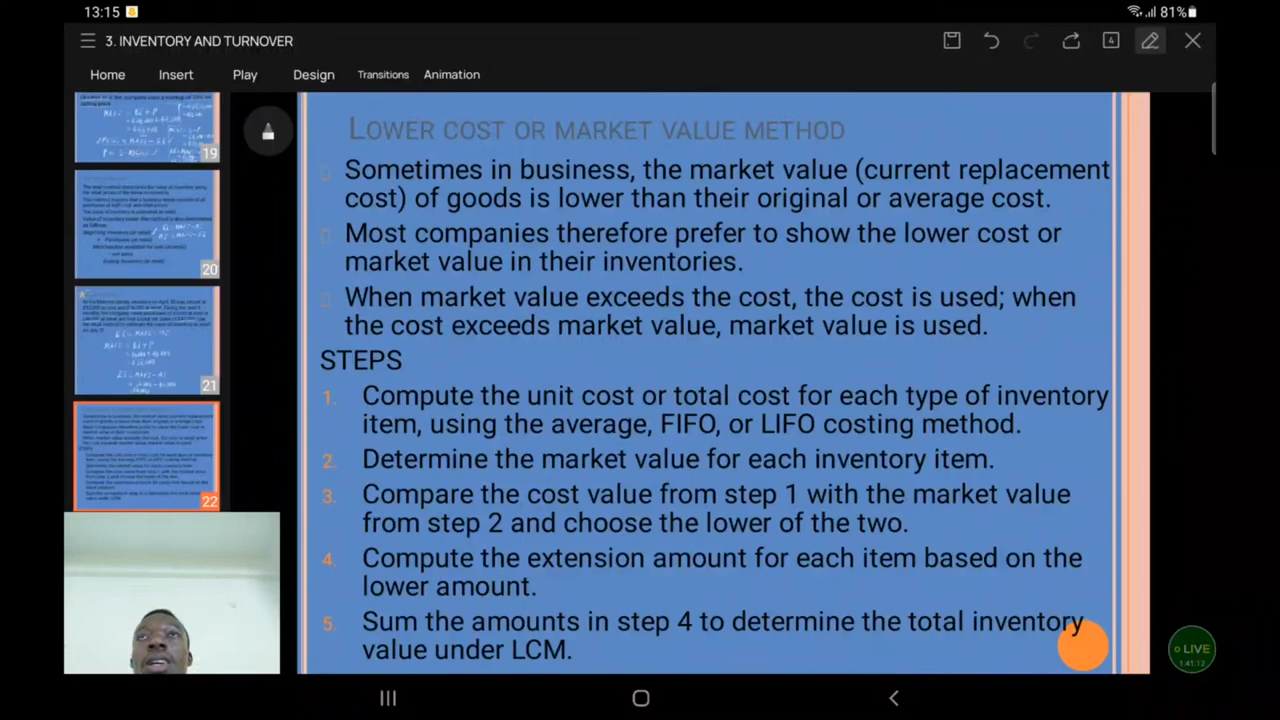 13:15
81%
3. INVENTORY AND TURNOVER
4
Home Insert Play Design Transitions Animation
19
20
21
22
LOWER COST OR MARKET VALUE METHOD
Sometimes in business, the market value (current replacement
cost) of goods is lower than their original or average cost.
Most companies therefore prefer to show the lower cost or
market value in their inventories.
When market value exceeds the cost, the cost is used; when
the cost exceeds market value, market value is used.
STEPS
1. Compute the unit cost or total cost for each type of inventory
item, using the average, FIFO, or LIFO costing method.
2. Determine the market value for each inventory item.
3. Compare the cost value from step 1 with the market value
from step 2 and choose the lower of the two.
4. Compute the extension amount for each item based on the
lower amount.
5. Sum the amounts in step 4 to determine the total inventory
value under LCM.
LIVE
1:41:12